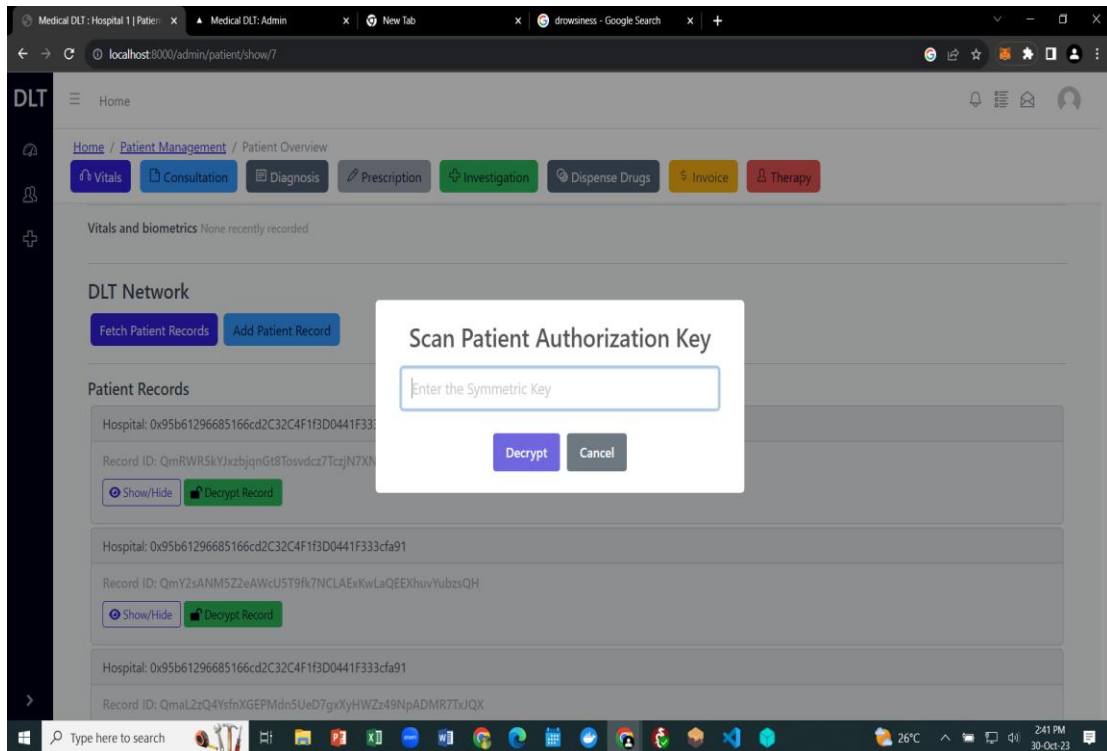 Medical DLT : Hospital 1 | Patien
Medical DLT: Admin
New Tab
drowsiness - Google Search
localhost:8000/admin/patient/show/7
DLT
Home
Home / Patient Management / Patient Overview
Vitals
Consultation
Diagnosis
Prescription
Investigation
Dispense Drugs
$ Invoice
Therapy
Vitals and biometrics None recently recorded
DLT Network
Fetch Patient Records
Add Patient Record
Scan Patient Authorization Key
Enter the Symmetric Key
Decrypt
Cancel
Patient Records
Hospital: 0x95b61296685166cd2C32C4F1f3D0441F333
Record ID: QmRWR5kYJxzbjqnGt8Tosvdcz7TczjN7XN
Show/Hide
Decrypt Record
Hospital: 0x95b61296685166cd2C32C4F1f3D0441F333cfa91
Record ID: QmY2sANM5Z2eAWcU5T9fk7NCLAExKwLaQEEXhuvYubzsQH
Show/Hide
Decrypt Record
Hospital: 0x95b61296685166cd2C32C4F1f3D0441F333cfa91
Record ID: QmaL2zQ4YsfnXGEPMdn5UeD7gxXyHWZz49NpADMR7TxJQX
Type here to search
26°C
2:41 PM
30-Oct-23